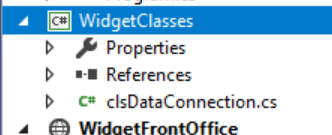 C# WidgetClasses
Properties
References
C# clsDataConnection.cs
WidgetFrontOffice